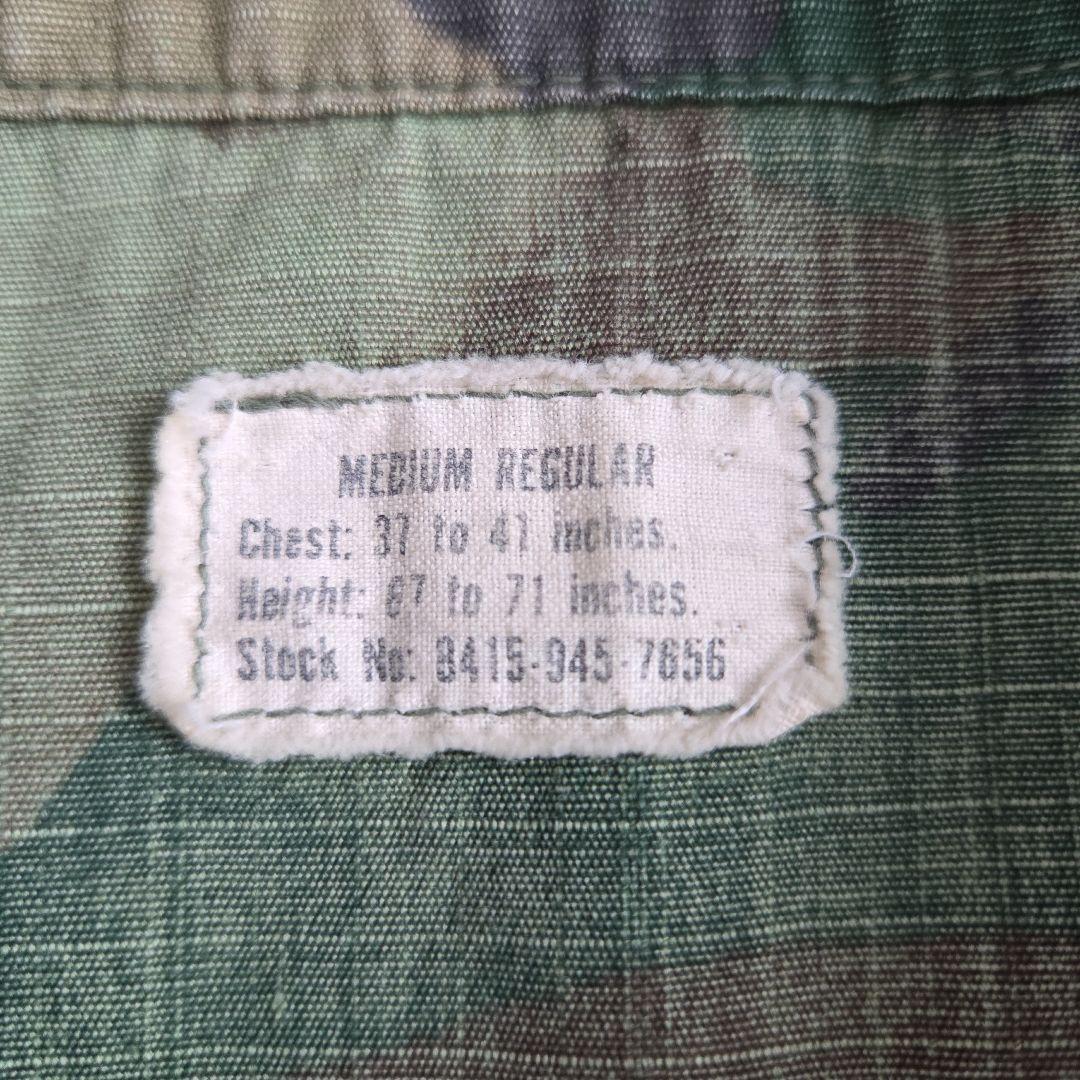 MEDIUM REGULAR
Chest: 37 to 41 inches.
Height: 67 to 71 inches.
Stock No: 8415-945-7656